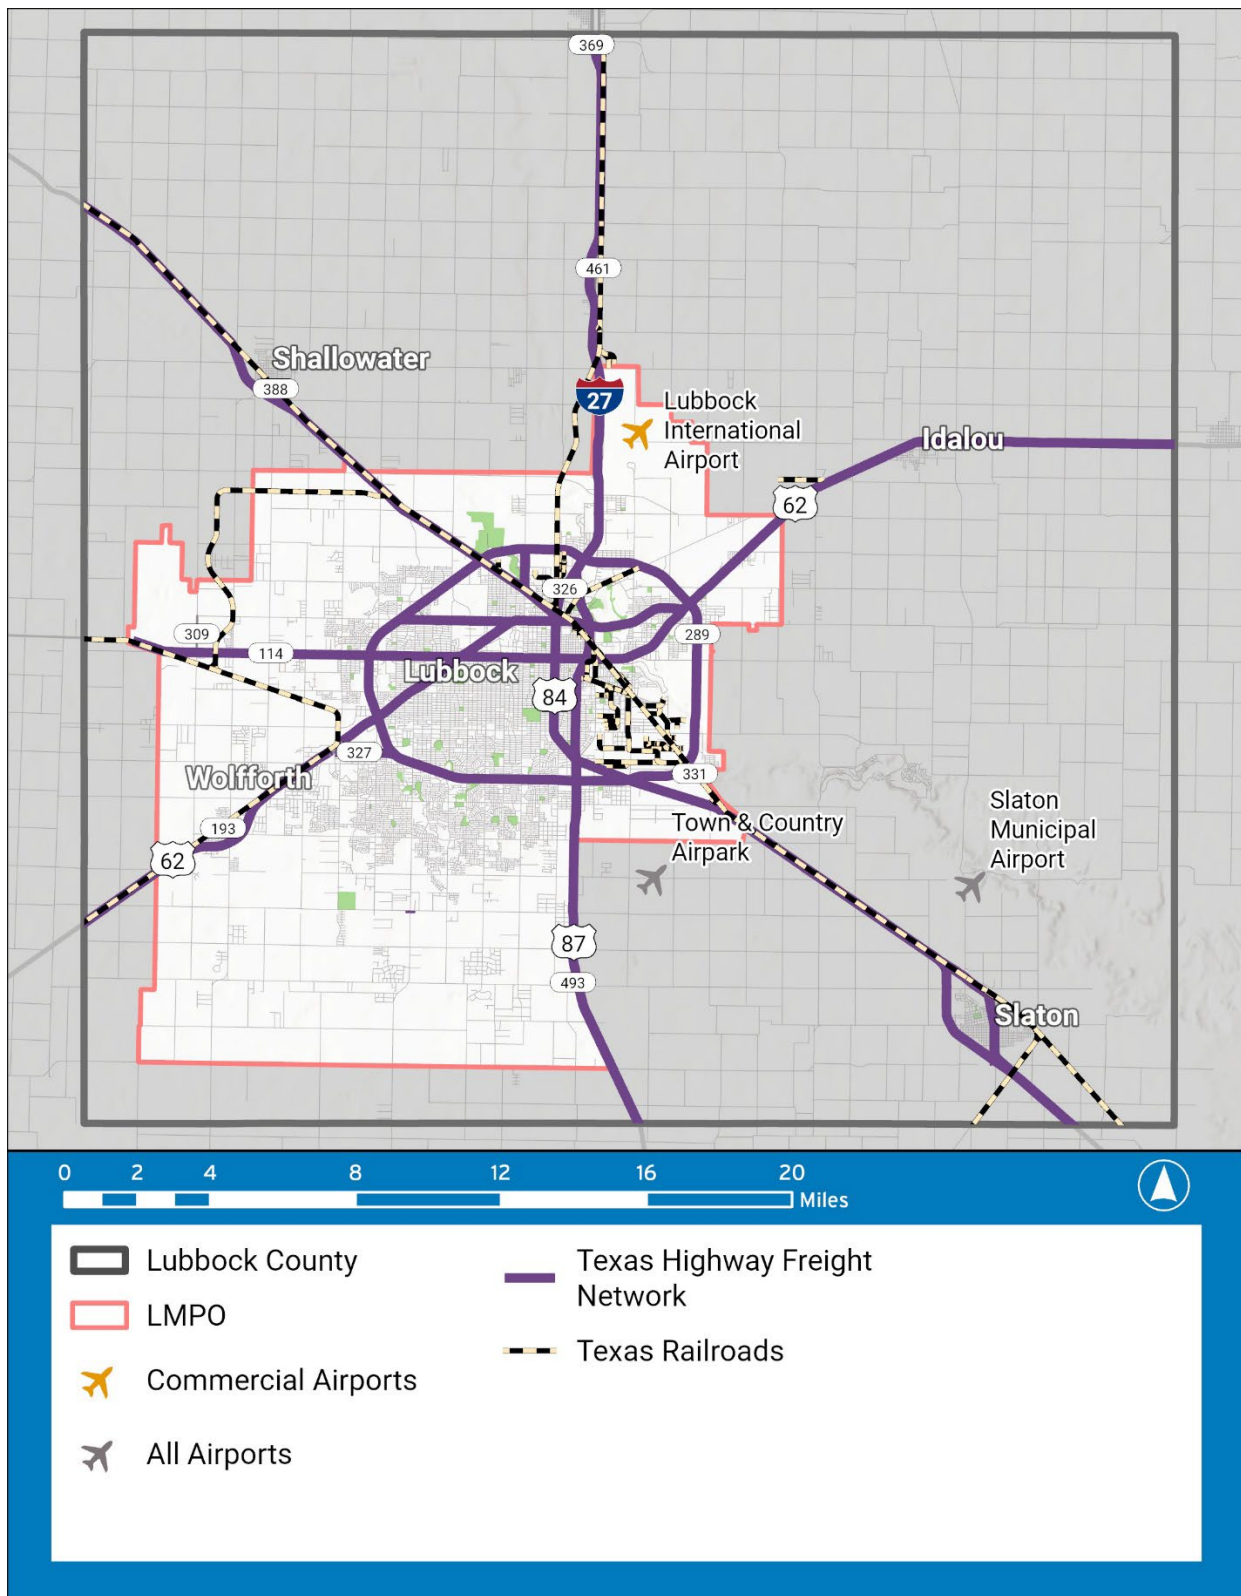 369
461
Shallowater
388
27
Lubbock
International
Airport
Idalou
62
326
309
114
289
Lubbock
84
327
331
Wolfforth
193
62
Town & Country
Airpark
Slaton
Municipal
Airport
87
493
Slaton
0 2 4 8 12 16 20
Miles
Lubbock County
LMPO
Commercial Airports
All Airports
Texas Highway Freight
Network
Texas Railroads